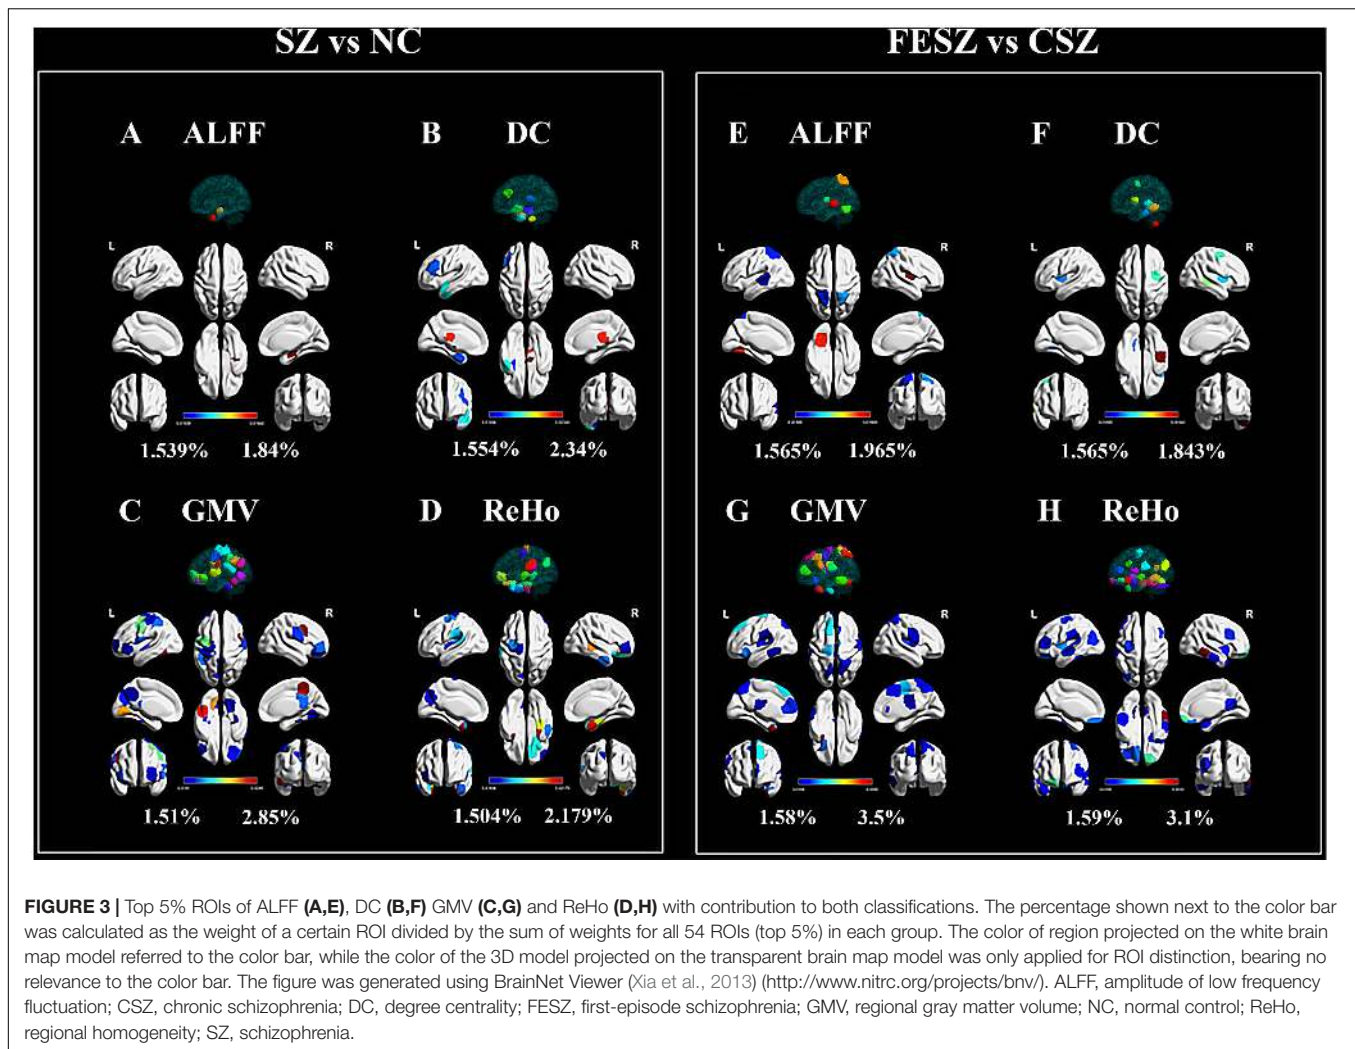 SZ vs NC
FESZ vs CSZ
A ALFF
B DC
E ALFF
F DC
L R
L R
L R
L R
1.539% 1.84%
1.554% 2.34%
1.565% 1.965%
1.565% 1.843%
C GMV
D ReHo
G GMV
H ReHo
L R
L R
L R
L R
1.51% 2.85%
1.504% 2.179%
1.58% 3.5%
1.59% 3.1%
FIGURE 3 | Top 5% ROIs of ALFF (A,E), DC (B,F) GMV (C,G) and ReHo (D,H) with contribution to both classifications. The percentage shown next to the color bar
was calculated as the weight of a certain ROI divided by the sum of weights for all 54 ROIs (top 5%) in each group. The color of region projected on the white brain
map model referred to the color bar, while the color of the 3D model projected on the transparent brain map model was only applied for ROI distinction, bearing no
relevance to the color bar. The figure was generated using BrainNet Viewer (Xia et al., 2013) (http://www.nitrc.org/projects/bnv/). ALFF, amplitude of low frequency
fluctuation; CSZ, chronic schizophrenia; DC, degree centrality; FESZ, first-episode schizophrenia; GMV, regional gray matter volume; NC, normal control; ReHo,
regional homogeneity; SZ, schizophrenia.